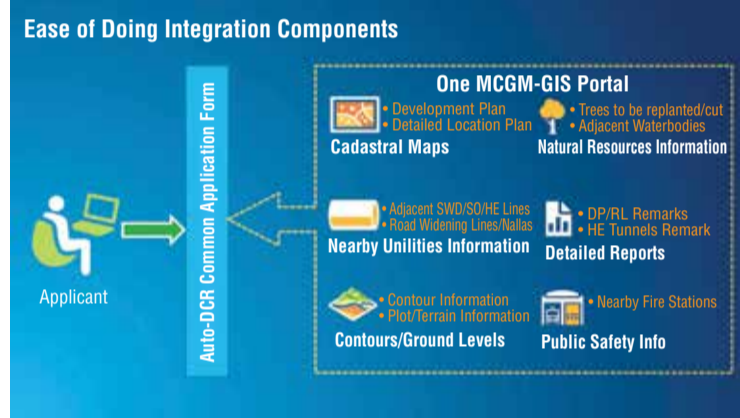 Ease of Doing Integration Components
Applicant
Auto-DCR Common Application Form
One MCGM-GIS Portal
• Development Plan
• Detailed Location Plan
Cadastral Maps
• Trees to be replanted/cut
• Adjacent Waterbodies
Natural Resources Information
• Adjacent SWD/SO/HE Lines
• Road Widening Lines/Nallas
Nearby Utilities Information
• DP/RL Remarks
• HE Tunnels Remark
Detailed Reports
• Contour Information
• Plot/Terrain Information
Contours/Ground Levels
• Nearby Fire Stations
Public Safety Info